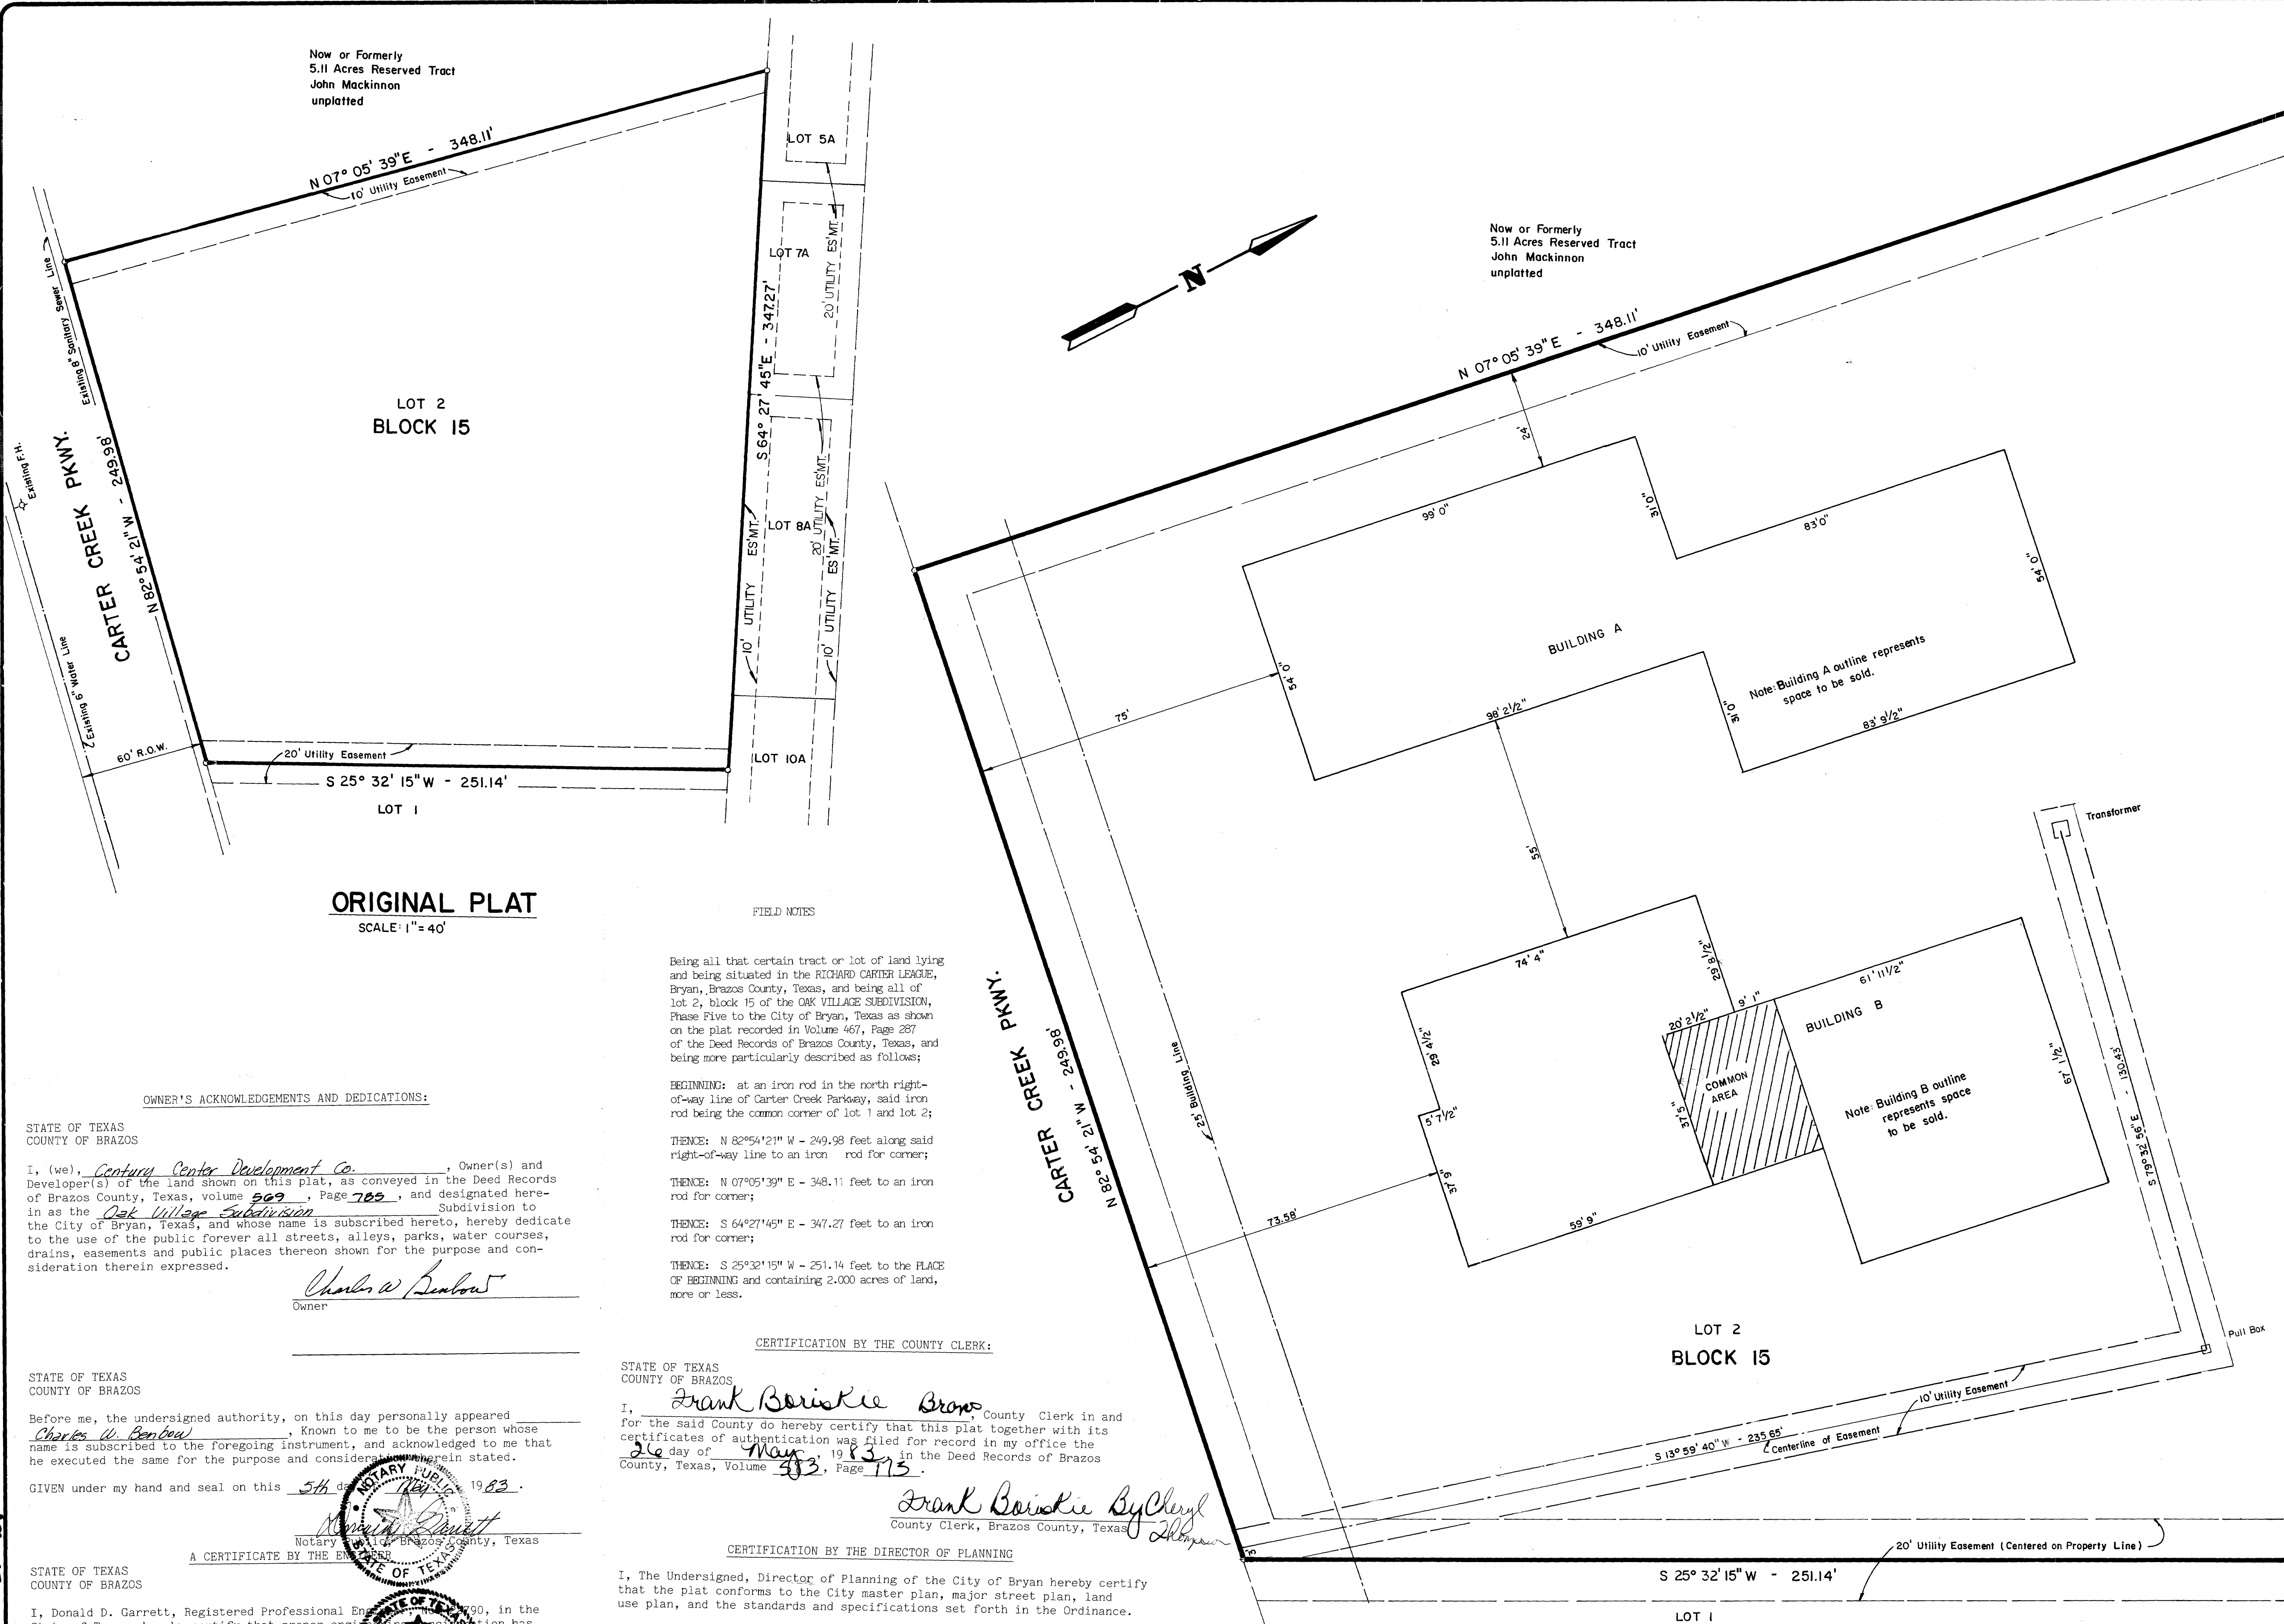 Now or Formerly
5.11 Acres Reserved Tract
John Mackinnon
unplatted
N 07° 05' 39"E - 348.11'
10' Utility Easement
LOT 5A
LOT 7A
20' UTILITY ES'MT.
S 64° 27' 45"E - 347.27'
LOT 2
BLOCK 15
Existing 8" Sanitary Sewer Line
Existing F.H.
CARTER CREEK PKWY.
N 82° 54' 21" W - 249.98'
Existing 6" Water Line
60' R.O.W.
10' UTILITY ES'MT.
LOT 8A
20' UTILITY ES'MT.
10' UTILITY ES'MT.
LOT 10A
20' Utility Easement
S 25° 32' 15" W - 251.14'
LOT 1
ORIGINAL PLAT
SCALE: 1" = 40'
OWNER'S ACKNOWLEDGEMENTS AND DEDICATIONS:
STATE OF TEXAS
COUNTY OF BRAZOS
I, (we), Century Center Development Co. , Owner(s) and
Developer(s) of the land shown on this plat, as conveyed in the Deed Records
of Brazos County, Texas, volume 569 , Page 785 , and designated here-
in as the Oak Village Subdivision Subdivision to
the City of Bryan, Texas, and whose name is subscribed hereto, hereby dedicate
to the use of the public forever all streets, alleys, parks, water courses,
drains, easements and public places thereon shown for the purpose and con-
sideration therein expressed.
Charles W Benbow
Owner
STATE OF TEXAS
COUNTY OF BRAZOS
Before me, the undersigned authority, on this day personally appeared
Charles W. Benbow , Known to me to be the person whose
name is subscribed to the foregoing instrument, and acknowledged to me that
he executed the same for the purpose and consideration therein stated.
GIVEN under my hand and seal on this 5th day May 1983 .
NOTARY PUBLIC
STATE OF TEXAS
Garrett
Notary Public, Brazos County, Texas
A CERTIFICATE BY THE ENGINEER
STATE OF TEXAS
COUNTY OF BRAZOS
I, Donald D. Garrett, Registered Professional 790, in the
STATE OF TEXAS
FIELD NOTES
Being all that certain tract or lot of land lying
and being situated in the RICHARD CARTER LEAGUE,
Bryan, Brazos County, Texas, and being all of
lot 2, block 15 of the OAK VILLAGE SUBDIVISION,
Phase Five to the City of Bryan, Texas as shown
on the plat recorded in Volume 467, Page 287
of the Deed Records of Brazos County, Texas, and
being more particularly described as follows;
BEGINNING: at an iron rod in the north right-
of-way line of Carter Creek Parkway, said iron
rod being the common corner of lot 1 and lot 2;
THENCE: N 82°54'21" W - 249.98 feet along said
right-of-way line to an iron rod for corner;
THENCE: N 07°05'39" E - 348.11 feet to an iron
rod for corner;
THENCE: S 64°27'45" E - 347.27 feet to an iron
rod for corner;
THENCE: S 25°32'15" W - 251.14 feet to the PLACE
OF BEGINNING and containing 2.000 acres of land,
more or less.
CERTIFICATION BY THE COUNTY CLERK:
STATE OF TEXAS
COUNTY OF BRAZOS
I, Frank Boriskie , County Clerk in and
for the said County do hereby certify that this plat together with its
certificates of authentication was filed for record in my office the
26 day of May , 1983, in the Deed Records of Brazos
County, Texas, Volume 583, Page 175 .
Frank Boriskie By Cheryl
Thompson
County Clerk, Brazos County, Texas
CERTIFICATION BY THE DIRECTOR OF PLANNING
I, The Undersigned, Director of Planning of the City of Bryan hereby certify
that the plat conforms to the City master plan, major street plan, land
use plan, and the standards and specifications set forth in the Ordinance.
N
Now or Formerly
5.11 Acres Reserved Tract
John Mackinnon
unplatted
N 07° 05' 39"E - 348.11'
10' Utility Easement
24'
99' 0"
31' 0"
83' 0"
54' 0"
BUILDING A
Note: Building A outline represents
space to be sold.
54' 0"
75'
98' 2 1/2"
31' 0"
83' 9 1/2"
55'
Transformer
74' 4"
29' 8 1/2"
9' 1"
61' 11 1/2"
BUILDING B
20' 2 1/2"
29' 4 1/2"
5' 7 1/2"
37' 5"
COMMON
AREA
67' 1 1/2"
Note: Building B outline
represents space
to be sold.
S 79° 32' 56" E - 130.43'
37' 9"
59' 9"
73.58'
CARTER CREEK PKWY.
N 82° 54' 21" W - 249.98'
25' Building Line
LOT 2
BLOCK 15
Pull Box
10' Utility Easement
S 13° 59' 40" W - 235.65'
Centerline of Easement
20' Utility Easement (Centered on Property Line)
S 25° 32' 15" W - 251.14'
LOT 1